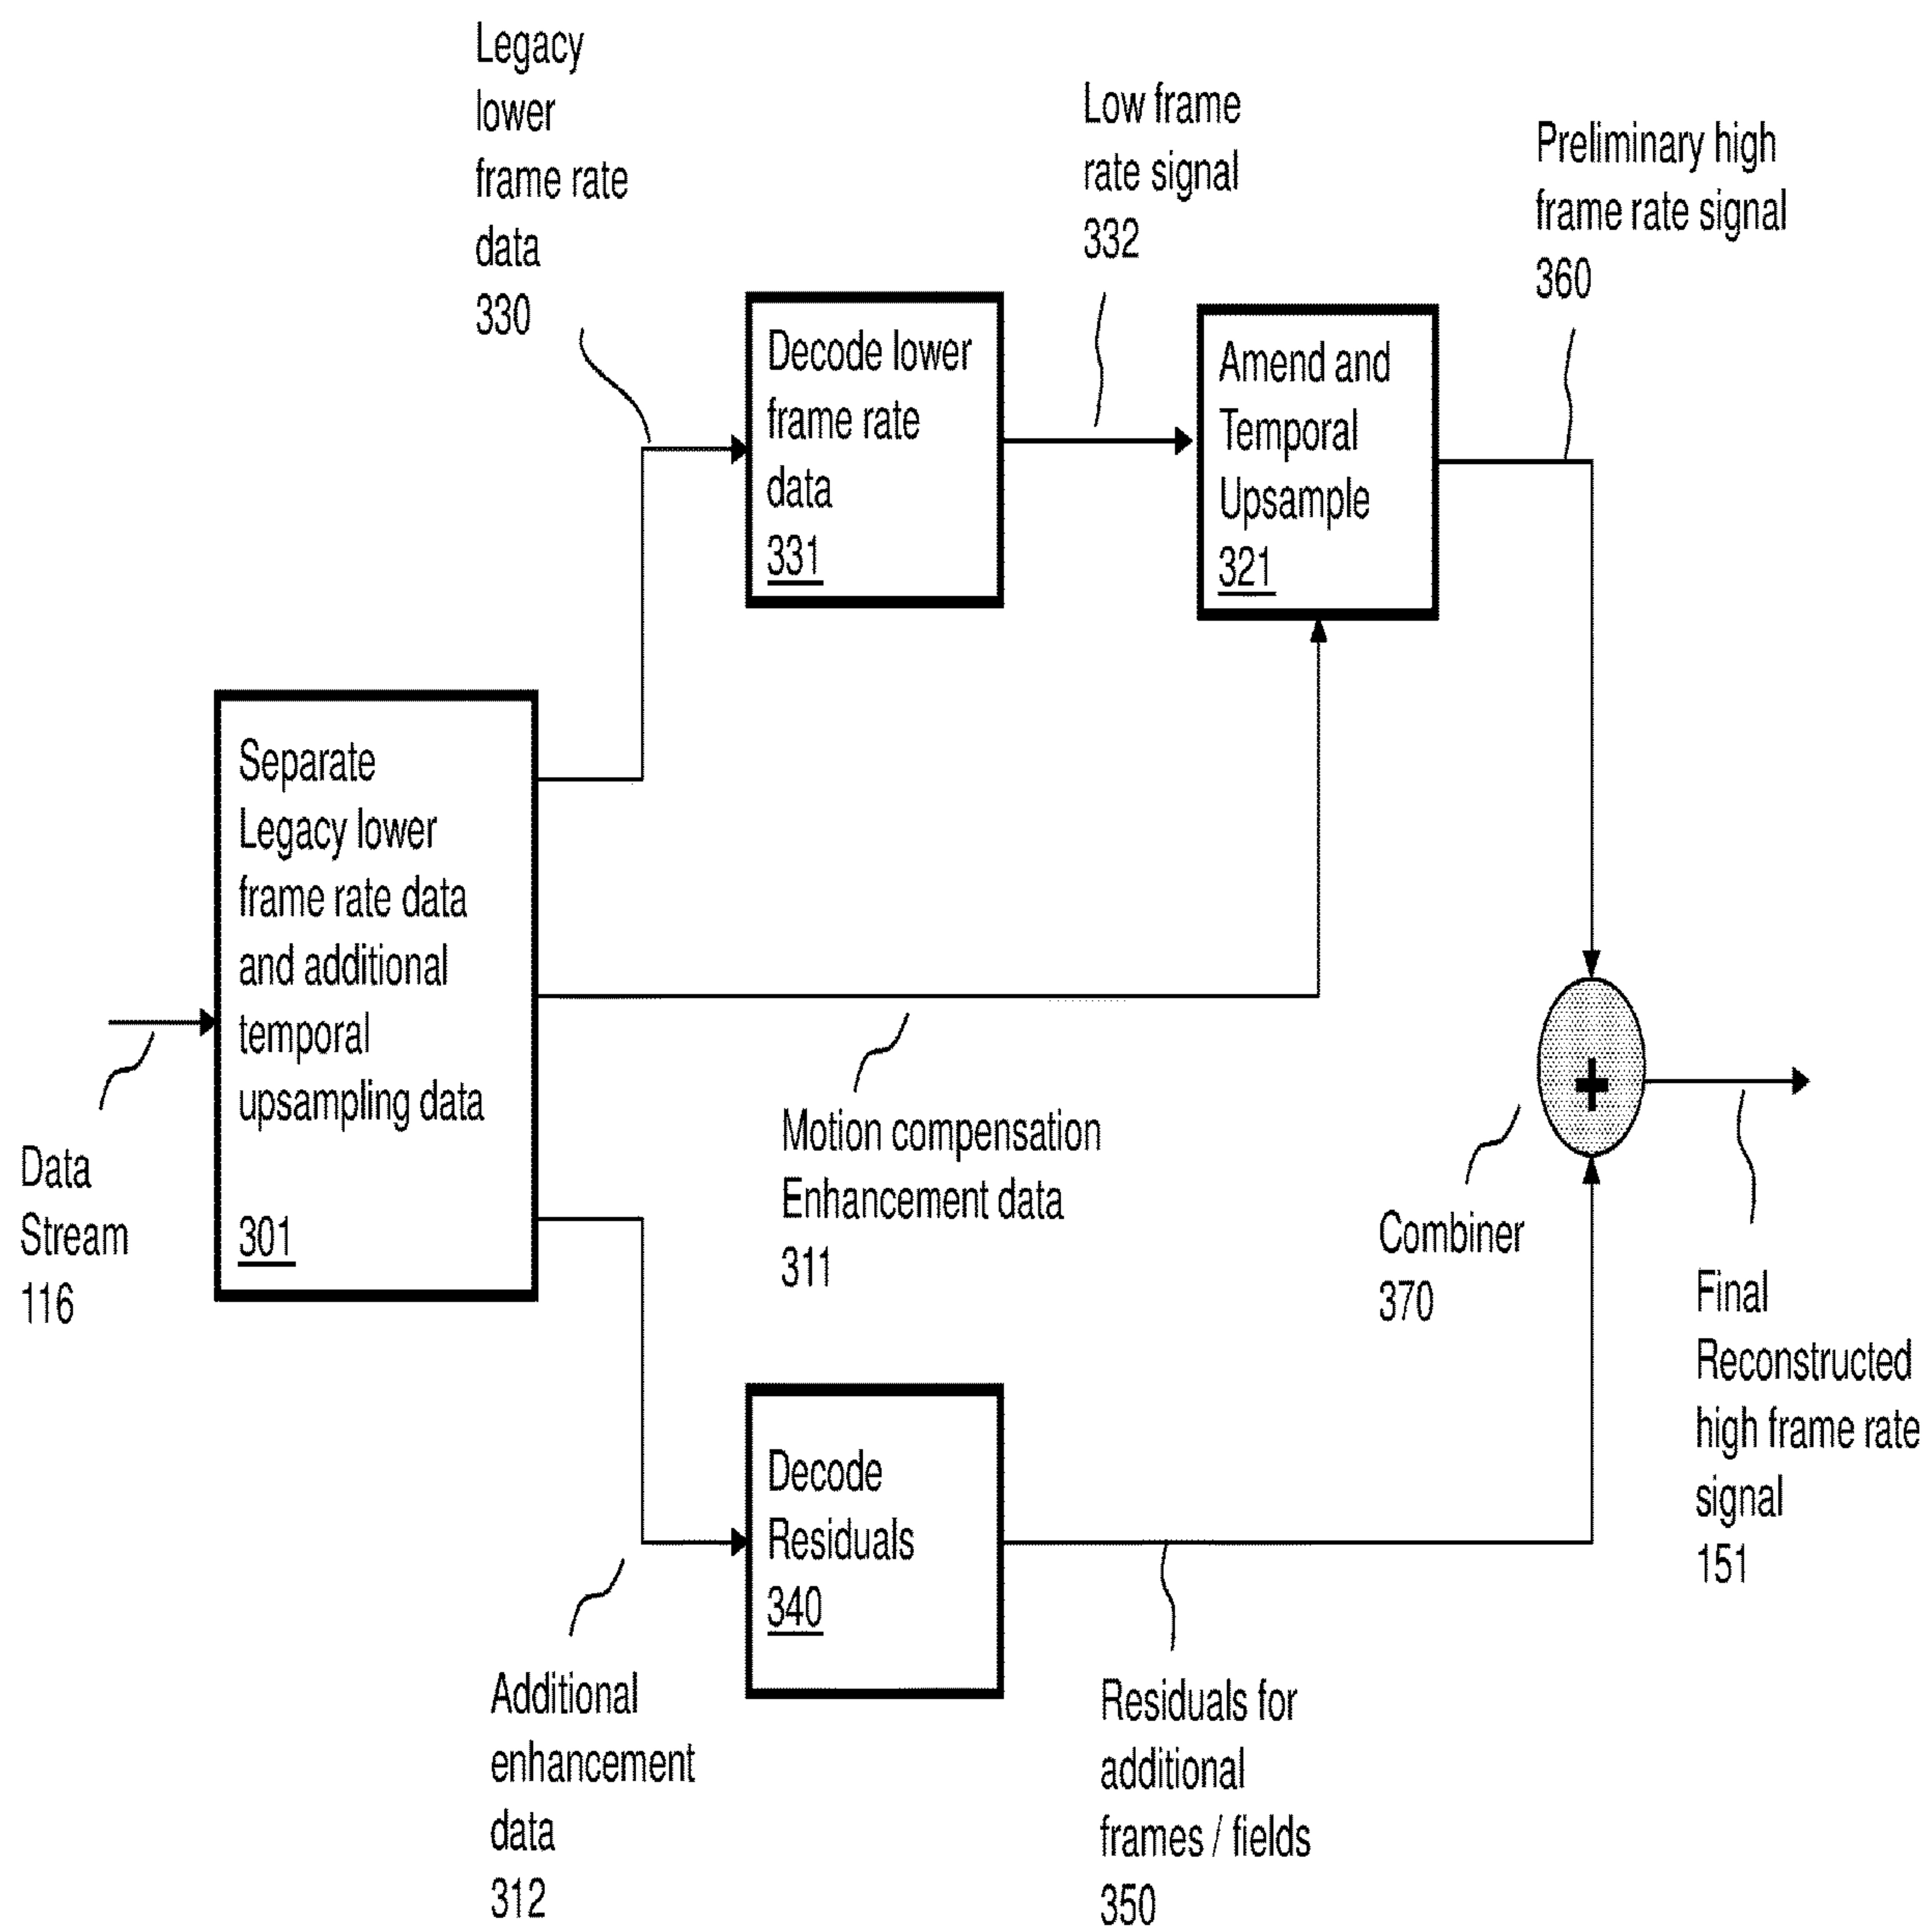 Legacy
lower
frame rate
data
330
Low frame
rate signal
332
Preliminary high
frame rate signal
360
Decode lower
frame rate
data
331
Amend and
Temporal
Upsample
321
Separate
Legacy lower
frame rate data
and additional
temporal
upsampling data
301
Data
Stream
116
Motion compensation
Enhancement data
311
+
Combiner
370
Final
Reconstructed
high frame rate
signal
151
Decode
Residuals
340
Additional
enhancement
data
312
Residuals for
additional
frames / fields
350